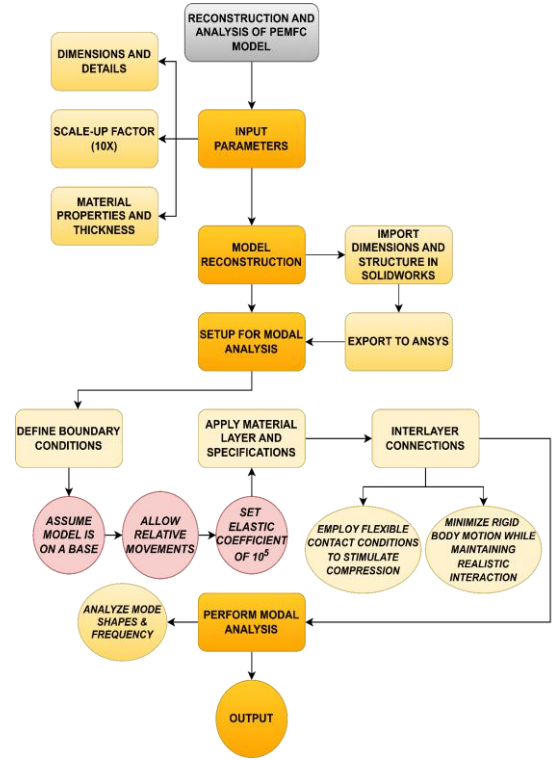 RECONSTRUCTION AND
ANALYSIS OF PEMFC
MODEL
DIMENSIONS AND
DETAILS
SCALE-UP FACTOR
(10X)
INPUT
PARAMETERS
MATERIAL
PROPERTIES AND
THICKNESS
MODEL
RECONSTRUCTION
IMPORT
DIMENSIONS AND
STRUCTURE IN
SOLIDWORKS
SETUP FOR MODAL
ANALYSIS
EXPORT TO ANSYS
DEFINE BOUNDARY
CONDITIONS
APPLY MATERIAL
LAYER AND
SPECIFICATIONS
INTERLAYER
CONNECTIONS
ASSUME
MODEL IS
ON A BASE
ALLOW
RELATIVE
MOVEMENTS
SET
ELASTIC
COEFFICIENT
OF 10⁵
EMPLOY FLEXIBLE
CONTACT CONDITIONS
TO STIMULATE
COMPRESSION
MINIMIZE RIGID
BODY MOTION WHILE
MAINTAINING
REALISTIC
INTERACTION
ANALYZE MODE
SHAPES &
FREQUENCY
PERFORM MODAL
ANALYSIS
OUTPUT